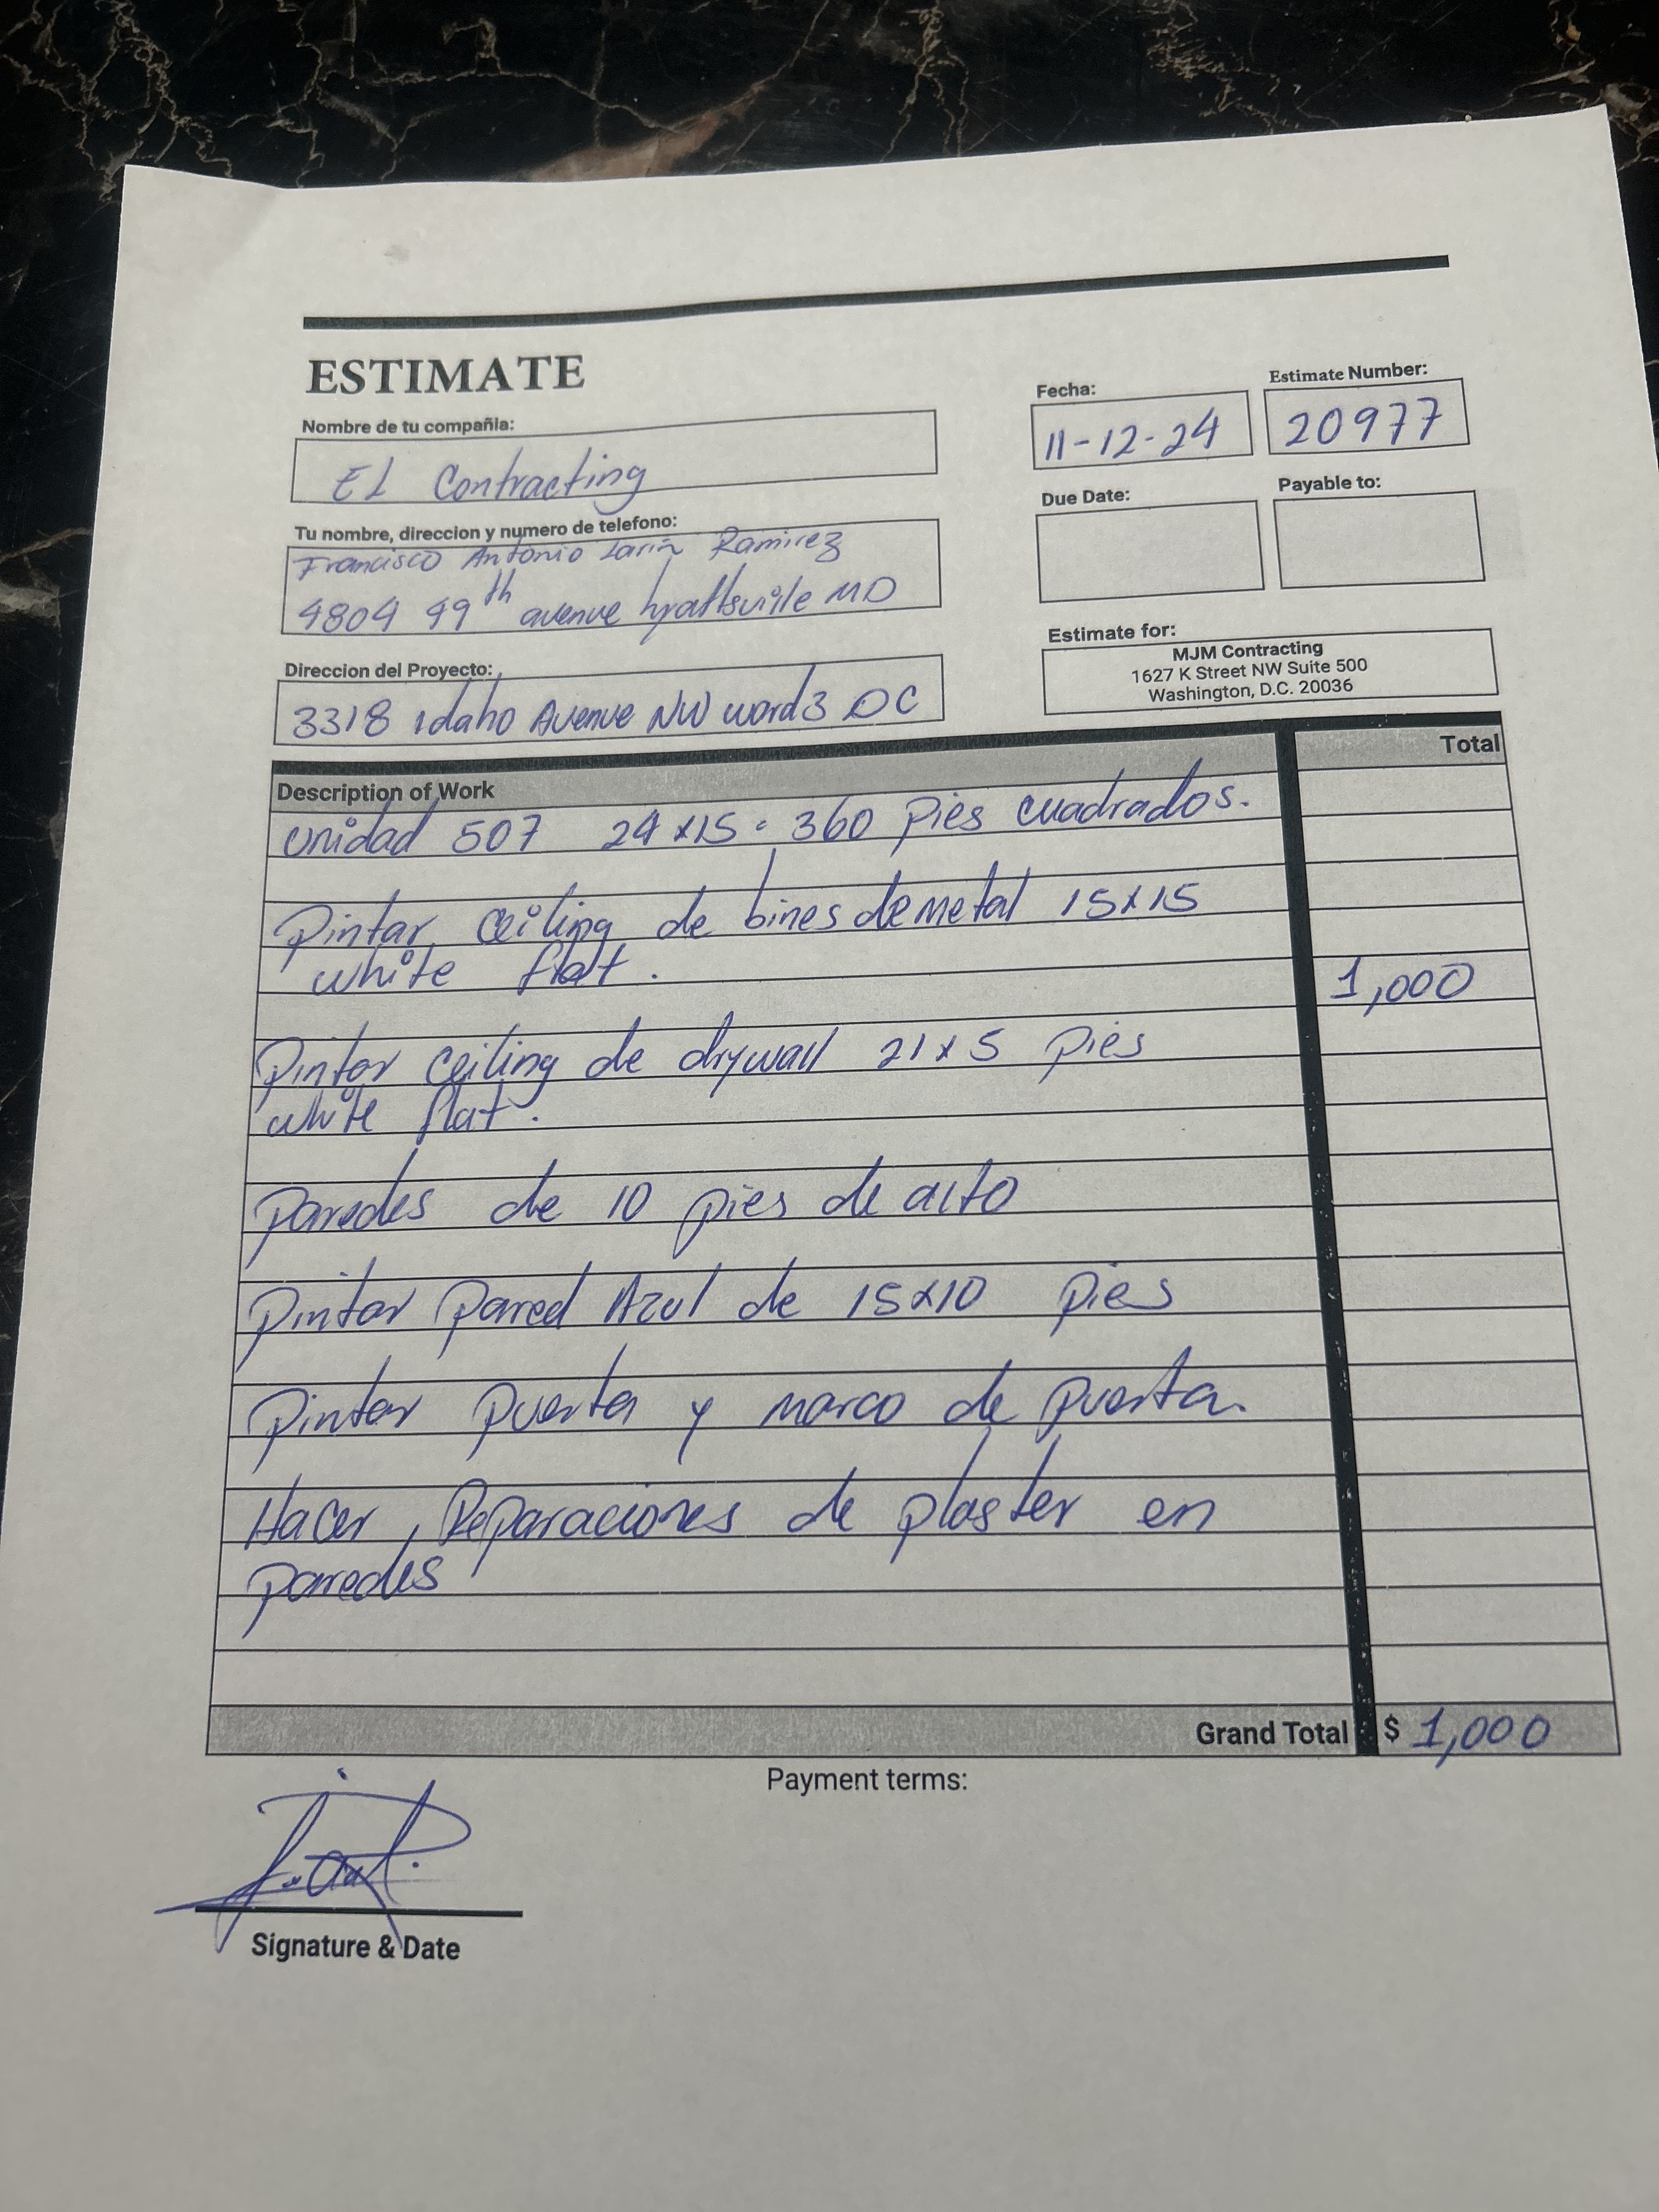 ESTIMATE
Fecha:
Estimate Number:
11-12-24
20977
Nombre de tu compañia:
EL Contracting
Due Date:
Payable to:
Tu nombre, direccion y numero de telefono:
Francisco Antonio Larin Ramirez
4804 49th avenue hyattsville MD
Estimate for:
MJM Contracting
1627 K Street NW Suite 500
Washington, D.C. 20036
Direccion del Proyecto:
3318 Idaho Avenue NW word3 DC
Description of Work
Total
Unidad 507 24x15= 360 Pies cuadrados.
Pintar ceiling de bines de metal 15x15
white flat.
1,000
Pintar ceiling de drywall 21x5 Pies
white flat.
paredes de 10 pies de alto
Pintar pared Azul de 15x10 Pies
Pintar puerta y marco de puerta.
Hacer, Reparaciones de plaster en
paredes
Grand Total $ 1,000
Payment terms:
Signature & Date